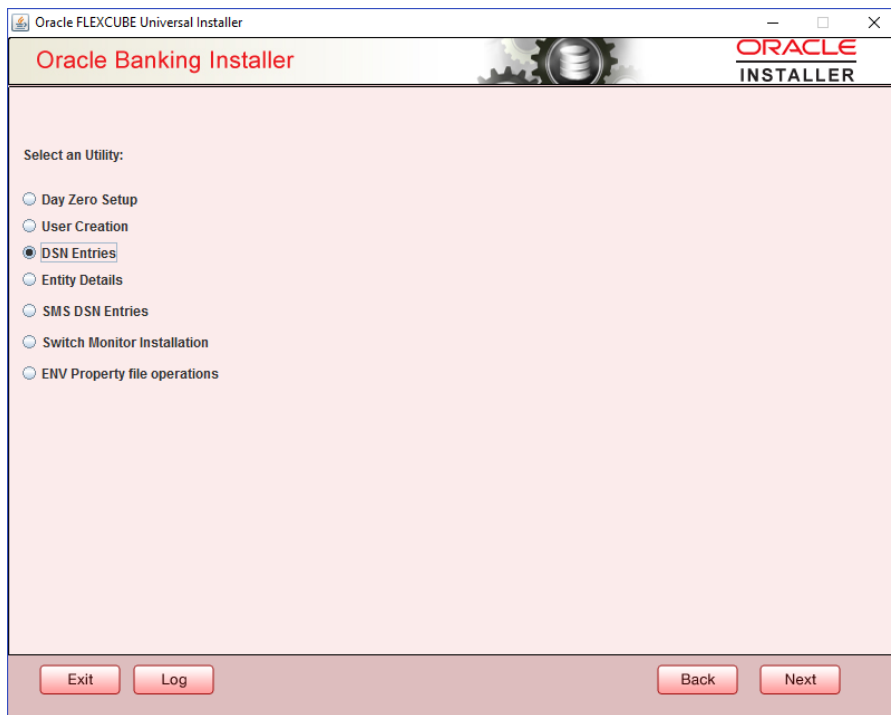 Oracle FLEXCUBE Universal Installer
Oracle Banking Installer
ORACLE
INSTALLER
Select an Utility:
Day Zero Setup
User Creation
DSN Entries
Entity Details
SMS DSN Entries
Switch Monitor Installation
ENV Property file operations
Exit Log Back Next